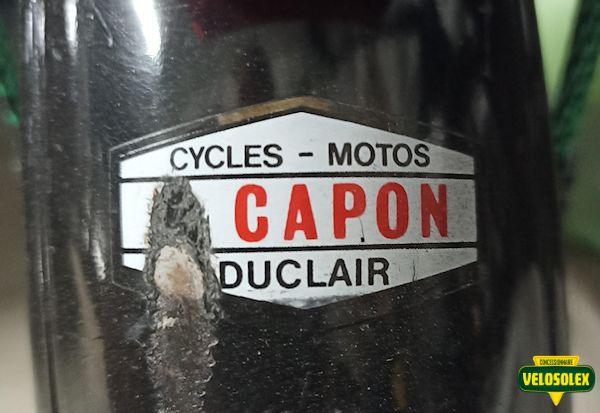 CYCLES - MOTOS
CAPON
DUCLAIR
CONCESSIONNAIRE
VELOSOLEX